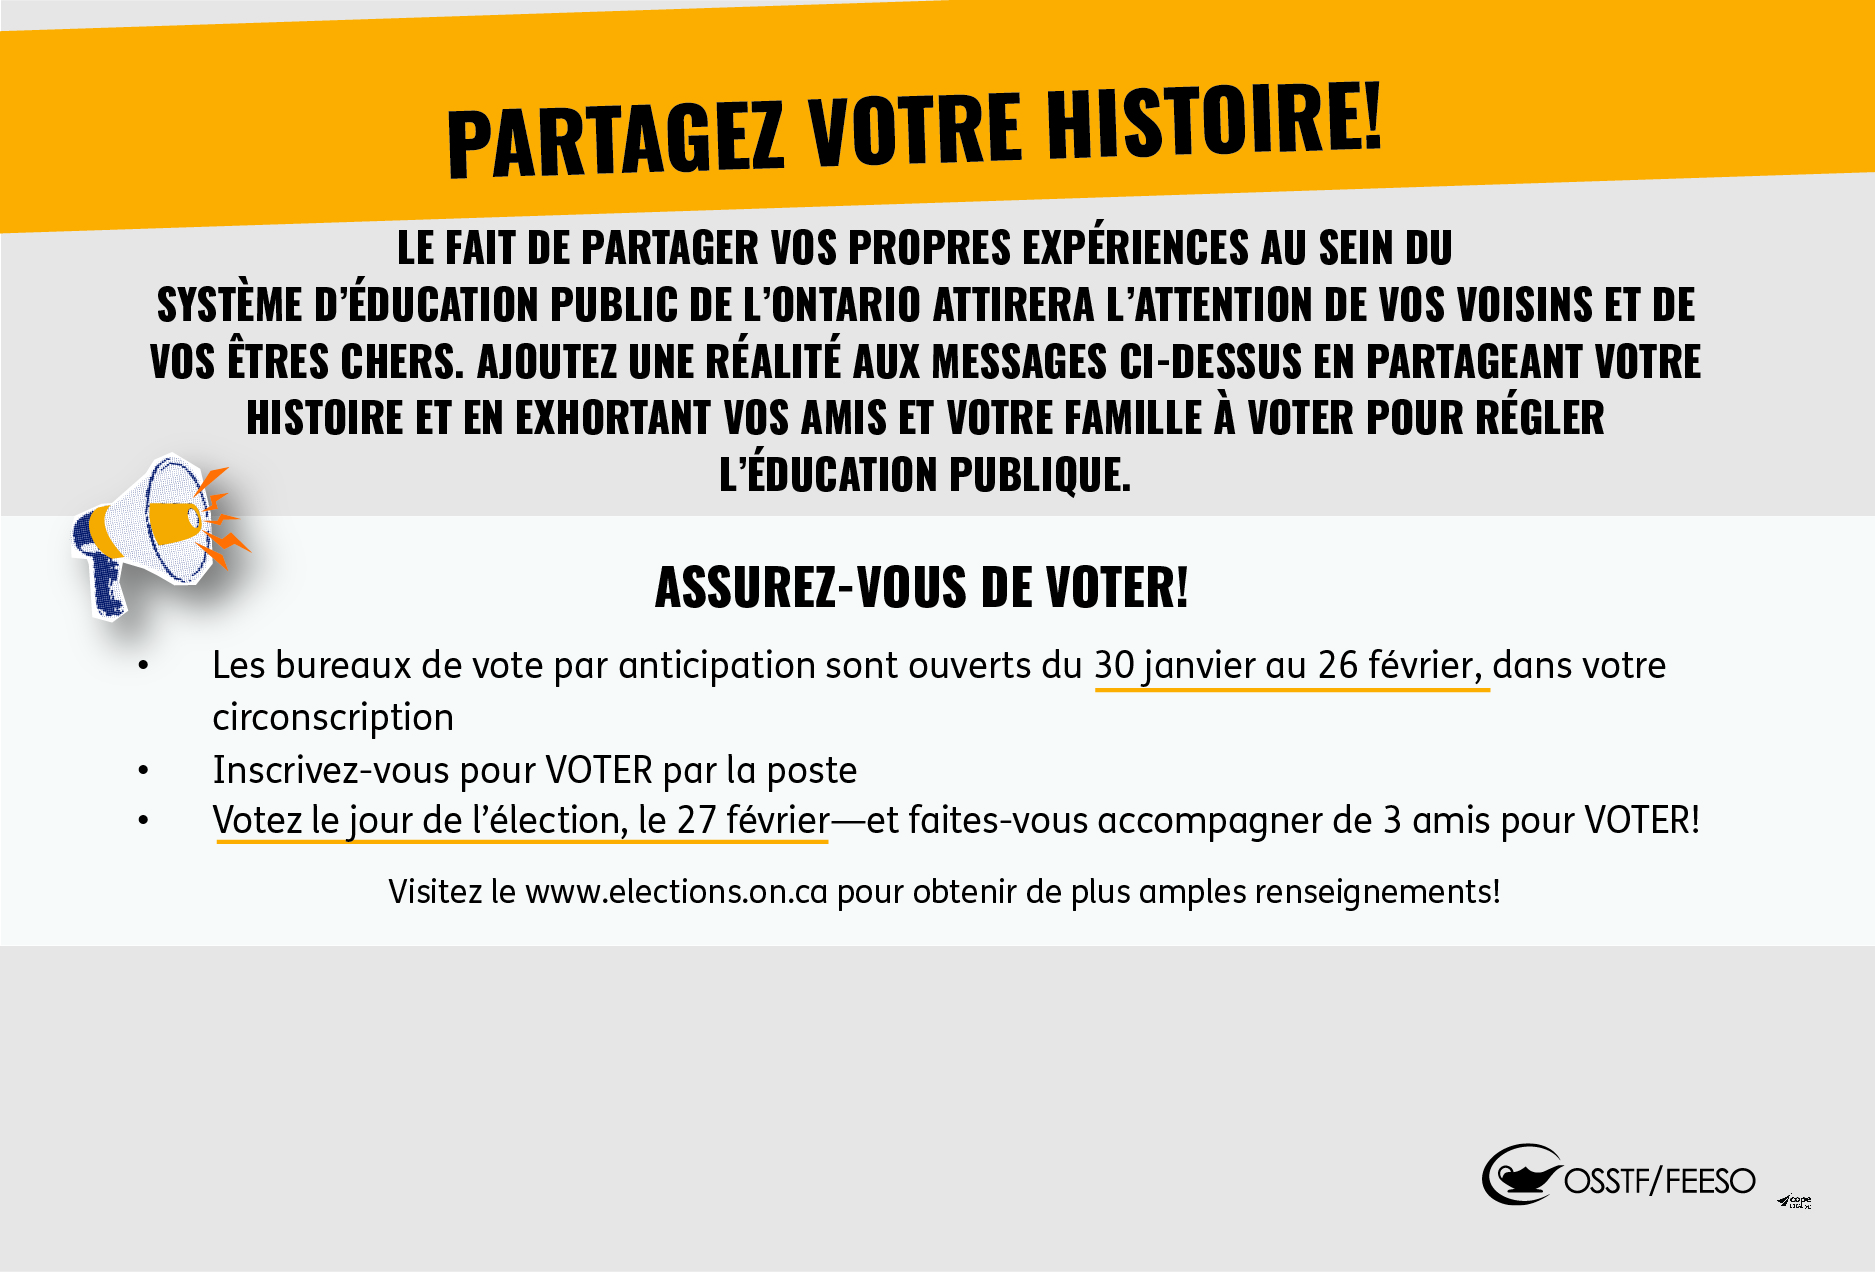 PARTAGEZ VOTRE HISTOIRE!
LE FAIT DE PARTAGER VOS PROPRES EXPÉRIENCES AU SEIN DU
SYSTÈME D’ÉDUCATION PUBLIC DE L’ONTARIO ATTIRERA L’ATTENTION DE VOS VOISINS ET DE
VOS ÊTRES CHERS. AJOUTEZ UNE RÉALITÉ AUX MESSAGES CI-DESSUS EN PARTAGEANT VOTRE
HISTOIRE ET EN EXHORTANT VOS AMIS ET VOTRE FAMILLE À VOTER POUR RÉGLER
L’ÉDUCATION PUBLIQUE.
ASSUREZ-VOUS DE VOTER!
• Les bureaux de vote par anticipation sont ouverts du 30 janvier au 26 février, dans votre
circonscription
• Inscrivez-vous pour VOTER par la poste
• Votez le jour de l’élection, le 27 février—et faites-vous accompagner de 3 amis pour VOTER!
Visitez le www.elections.on.ca pour obtenir de plus amples renseignements!
OSSTF/FEESO
cope